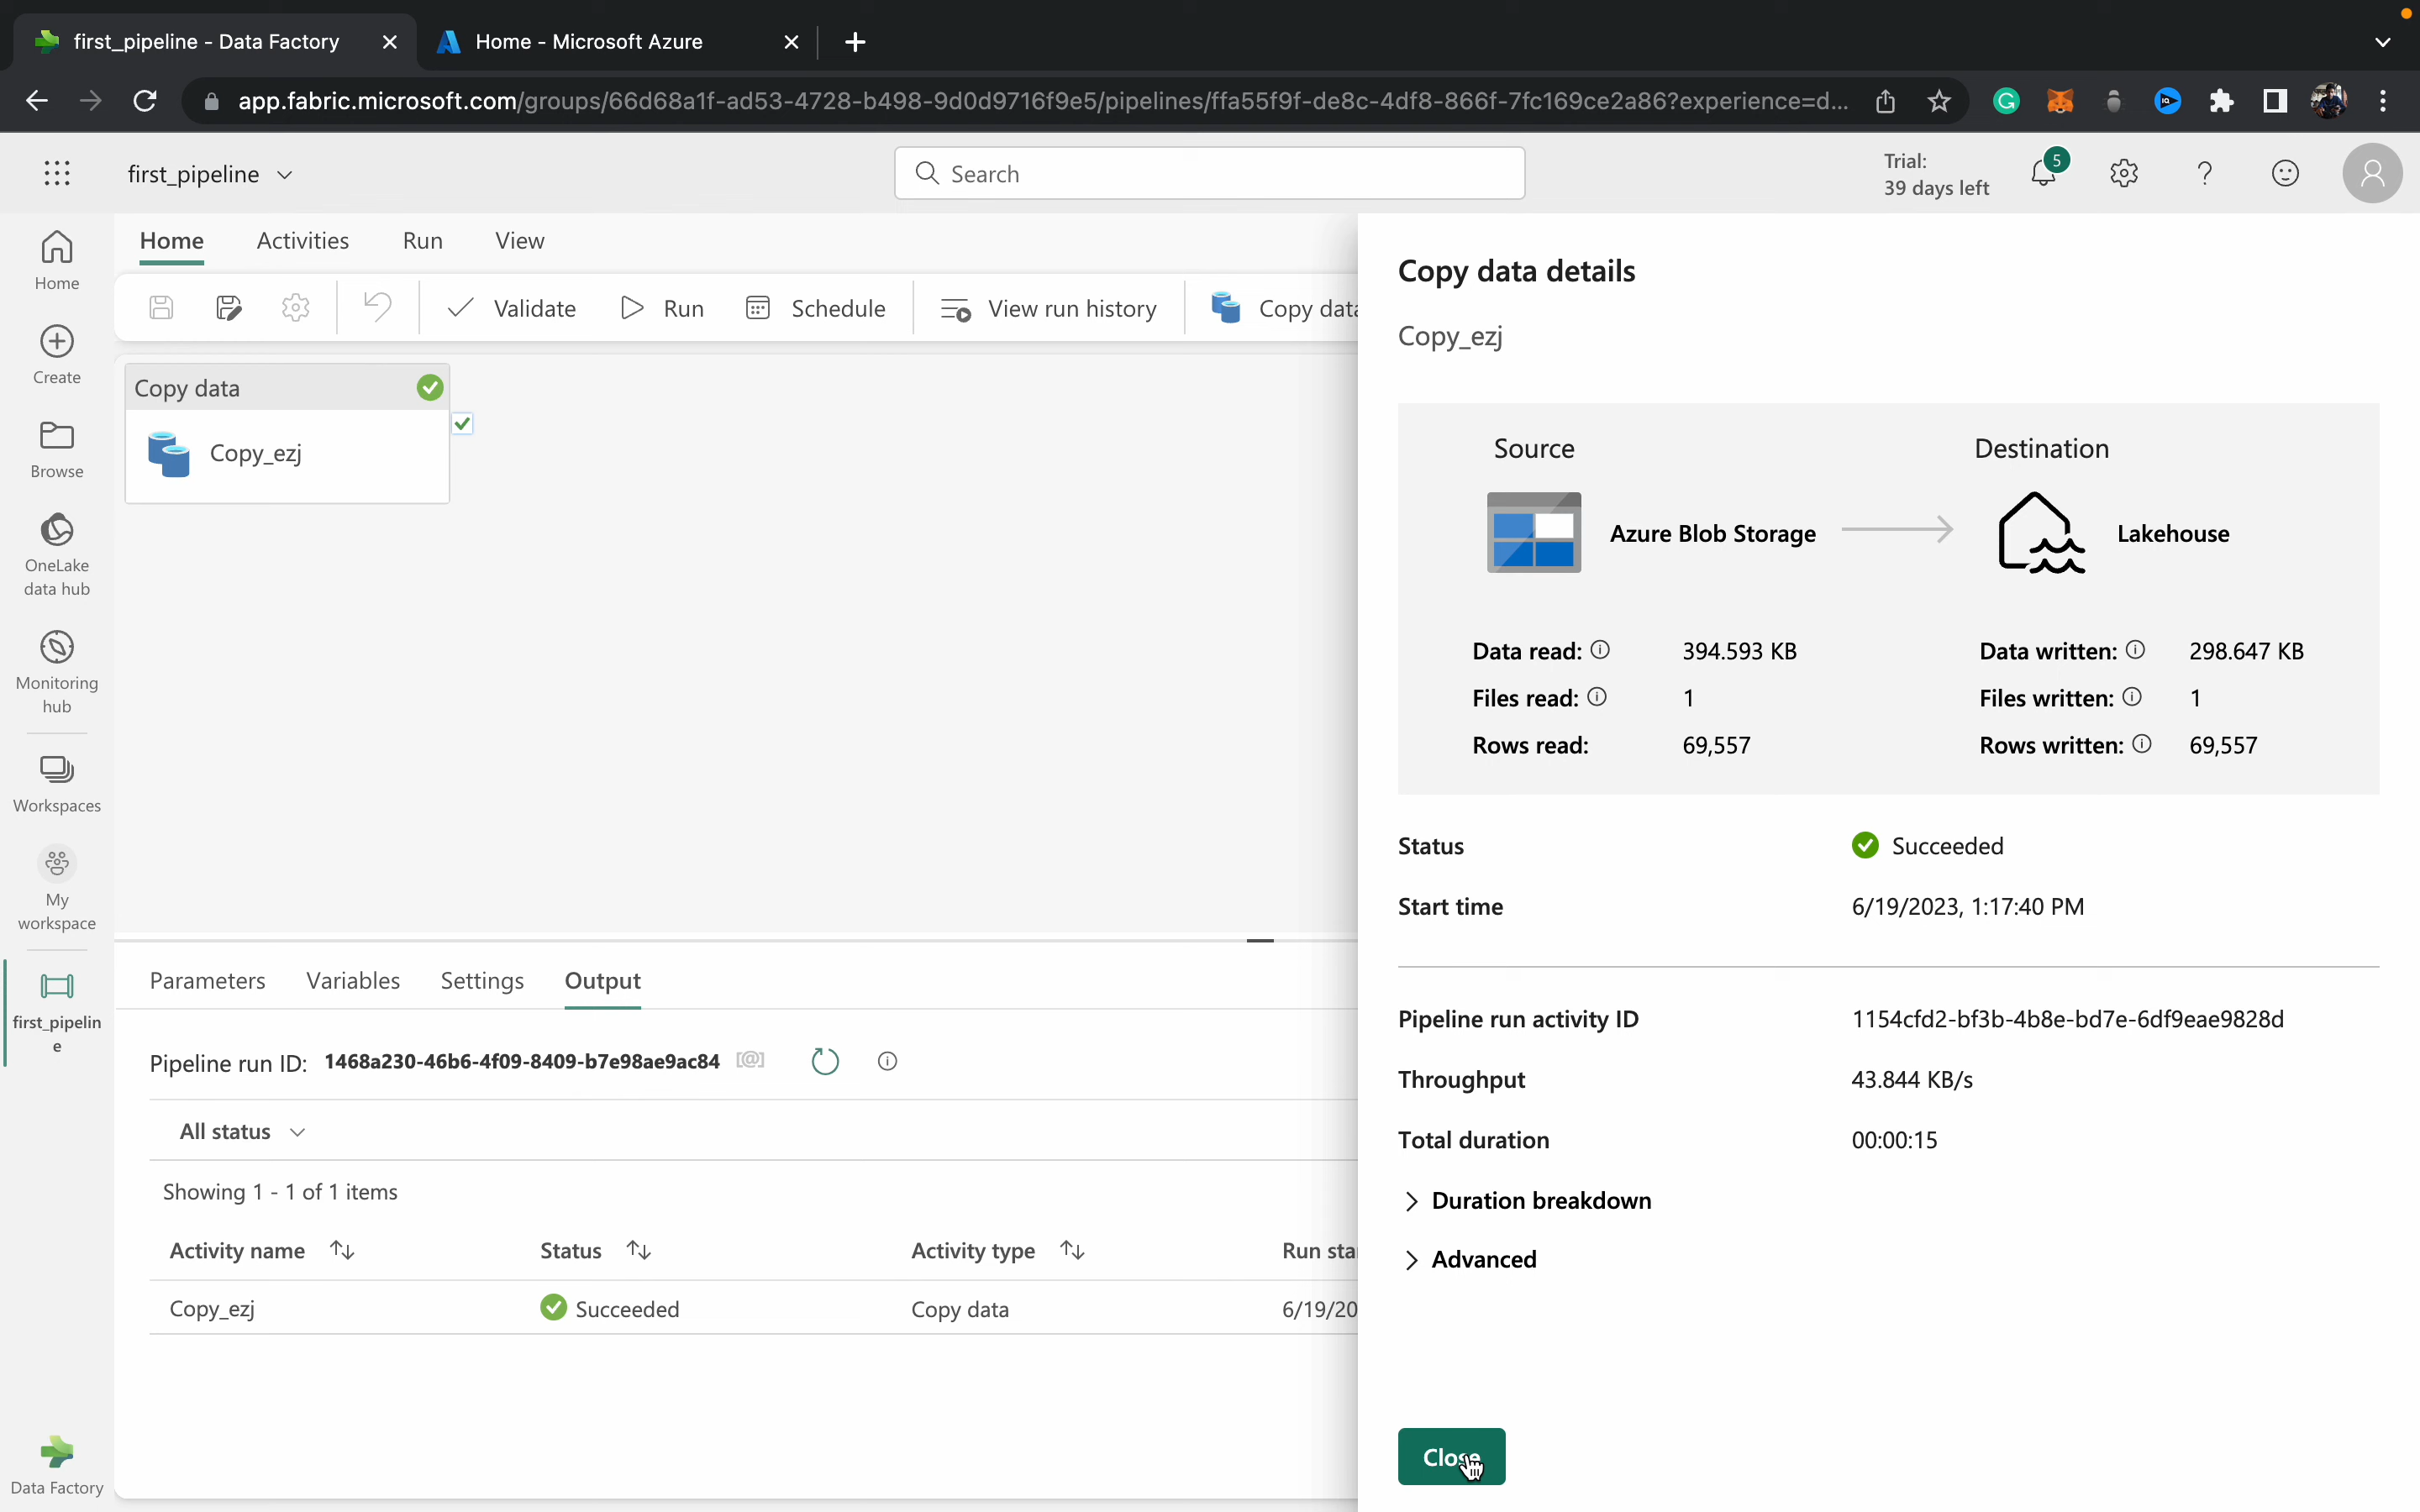 first_pipeline - Data Factory
Home - Microsoft Azure
app.fabric.microsoft.com/groups/66d68a1f-ad53-4728-b498-9d0d9716f9e5/pipelines/ffa55f9f-de8c-4df8-866f-7fc169ce2a86?experience=d...
first_pipeline
Search
Trial:
39 days left
5
Home
Activities
Run
View
Validate
Run
Schedule
View run history
Copy data
Home
Create
Browse
OneLake
data hub
Monitoring
hub
Workspaces
My
workspace
first_pipelin
e
Data Factory
Copy data
Copy_ezj
Parameters
Variables
Settings
Output
Pipeline run ID: 1468a230-46b6-4f09-8409-b7e98ae9ac84
All status
Showing 1 - 1 of 1 items
Activity name
Status
Activity type
Run sta
Copy_ezj
Succeeded
Copy data
6/19/20
Copy data details
Copy_ezj
Source
Destination
Azure Blob Storage
Lakehouse
Data read: 394.593 KB
Data written: 298.647 KB
Files read: 1
Files written: 1
Rows read: 69,557
Rows written: 69,557
Status
Succeeded
Start time
6/19/2023, 1:17:40 PM
Pipeline run activity ID
1154cfd2-bf3b-4b8e-bd7e-6df9eae9828d
Throughput
43.844 KB/s
Total duration
00:00:15
Duration breakdown
Advanced
Close